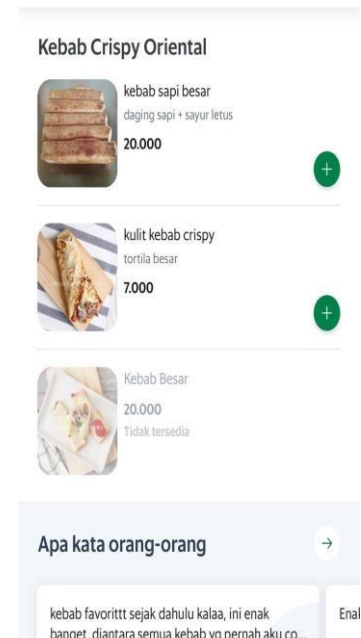 Kebab Crispy Oriental
kebab sapi besar
daging sapi + sayur letus
20.000
kulit kebab crispy
tortila besar
7.000
Kebab Besar
20.000
Tidak tersedia
Apa kata orang-orang
kebab favorittt sejak dahulu kalaa, ini enak
banget, diantara semua kebab yg pernah aku co...